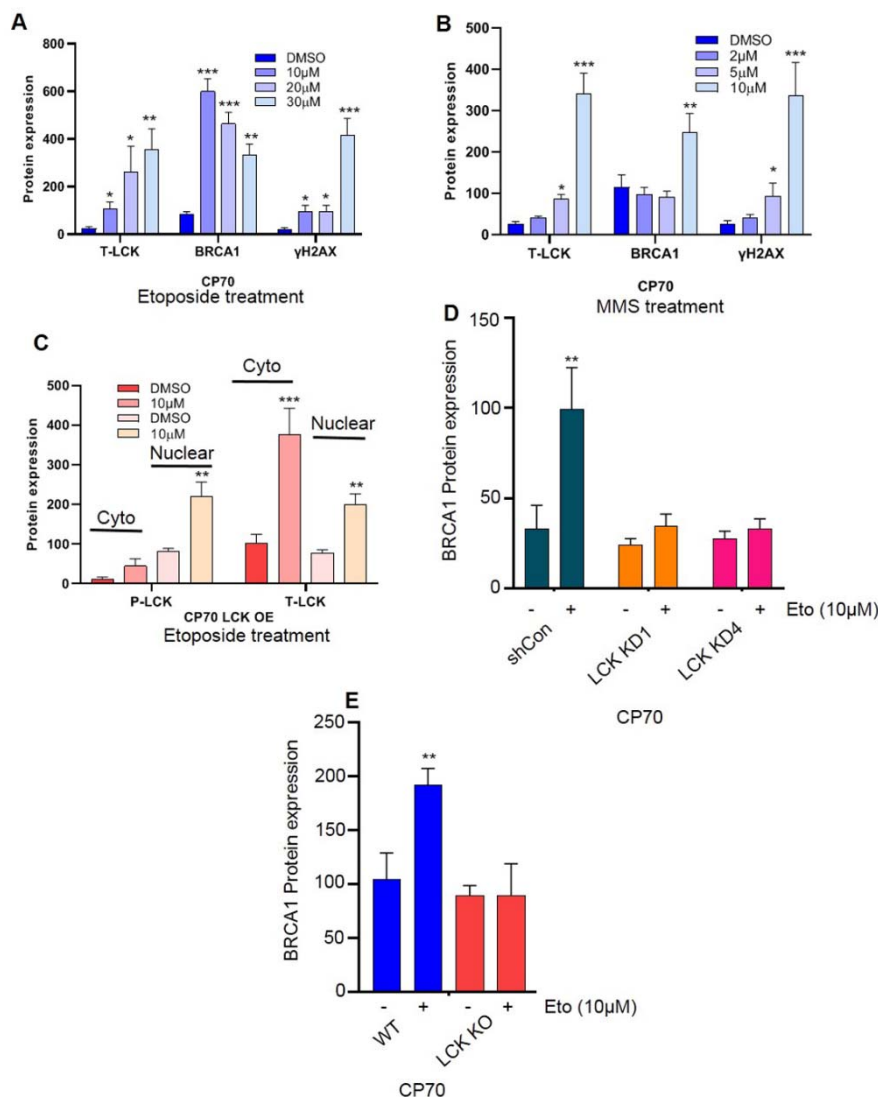 A
Protein expression
800
600
400
200
0
DMSO
10µM
20µM
30µM
* * **
*** *** **
* * ***
T-LCK BRCA1 γH2AX
CP70
Etoposide treatment
B
Protein expression
500
400
300
200
100
0
DMSO
2µM
5µM
10µM
* ***
**
* ***
T-LCK BRCA1 γH2AX
CP70
MMS treatment
C
Protein expression
500
400
300
200
100
0
DMSO
10µM
DMSO
10µM
Cyto
Nuclear
**
Cyto
***
Nuclear
**
P-LCK T-LCK
CP70 LCK OE
Etoposide treatment
D
BRCA1 Protein expression
150
100
50
0
**
- + - + - + Eto (10µM)
shCon LCK KD1 LCK KD4
CP70
E
BRCA1 Protein expression
250
200
150
100
50
0
**
- + - + Eto (10µM)
WT LCK KO
CP70